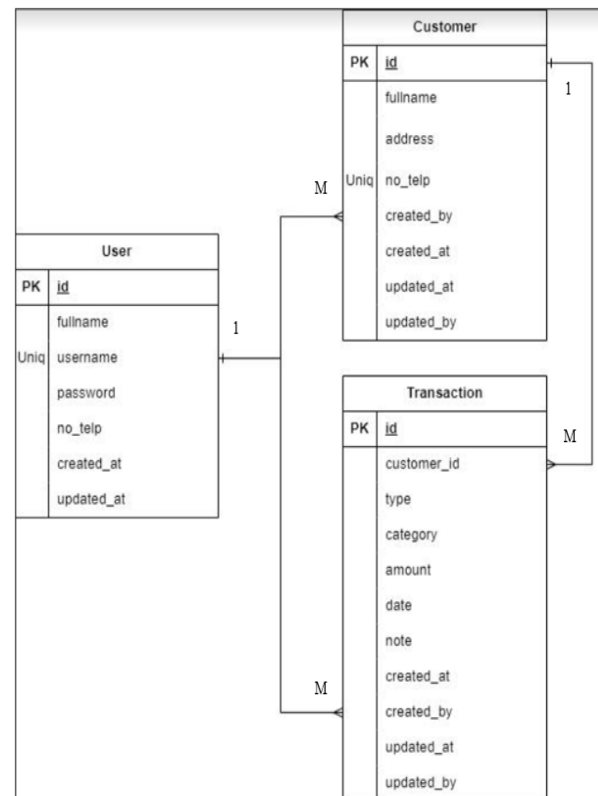 Customer
PK id
fullname
address
Uniq no_telp
created_by
created_at
updated_at
updated_by
1
M
User
PK id
fullname
Uniq username
password
no_telp
created_at
updated_at
1
Transaction
PK id
customer_id
type
category
amount
date
note
created_at
created_by
updated_at
updated_by
M
M